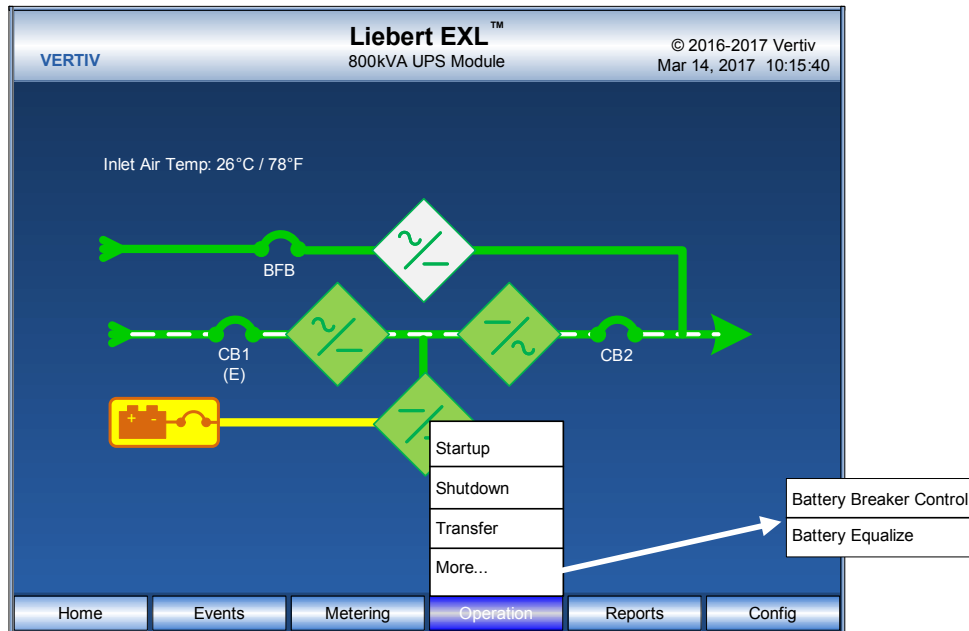 Liebert EXL™
VERTIV
800kVA UPS Module
© 2016-2017 Vertiv
Mar 14, 2017 10:15:40
Inlet Air Temp: 26°C / 78°F
BFB
CB1
(E)
CB2
+ -
Startup
Shutdown
Transfer
More...
Battery Breaker Control
Battery Equalize
Home
Events
Metering
Operation
Reports
Config